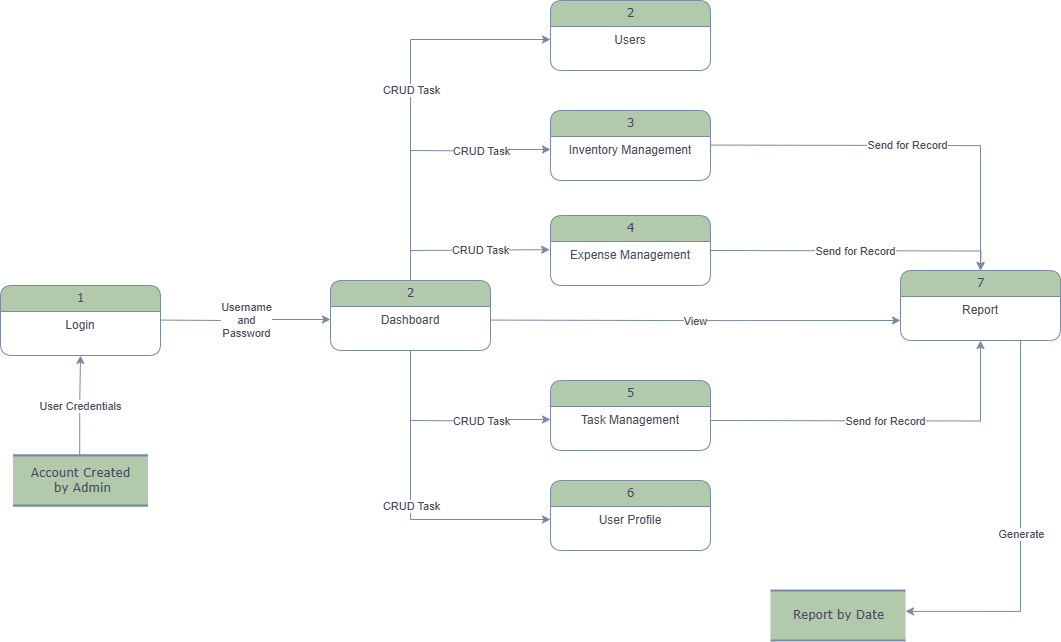 2
Users
CRUD Task
3
Inventory Management
CRUD Task
Send for Record
4
Expense Management
CRUD Task
Send for Record
1
Login
Username
and
Password
2
Dashboard
View
7
Report
User Credentials
5
Task Management
CRUD Task
Send for Record
Account Created
by Admin
6
User Profile
CRUD Task
Generate
Report by Date